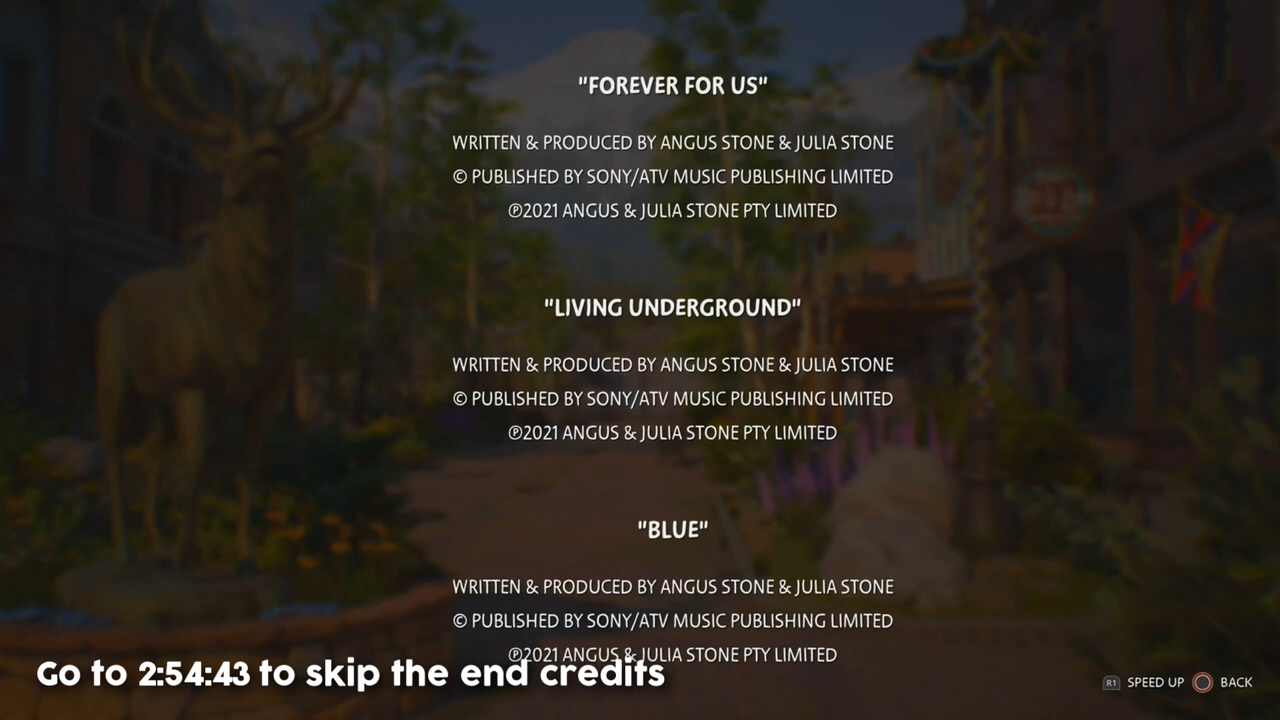 "FOREVER FOR US"
WRITTEN & PRODUCED BY ANGUS STONE & JULIA STONE
© PUBLISHED BY SONY/ATV MUSIC PUBLISHING LIMITED
℗2021 ANGUS & JULIA STONE PTY LIMITED
"LIVING UNDERGROUND"
WRITTEN & PRODUCED BY ANGUS STONE & JULIA STONE
© PUBLISHED BY SONY/ATV MUSIC PUBLISHING LIMITED
℗2021 ANGUS & JULIA STONE PTY LIMITED
"BLUE"
WRITTEN & PRODUCED BY ANGUS STONE & JULIA STONE
© PUBLISHED BY SONY/ATV MUSIC PUBLISHING LIMITED
℗2021 ANGUS & JULIA STONE PTY LIMITED
Go to 2:54:43 to skip the end credits
R1 SPEED UP BACK